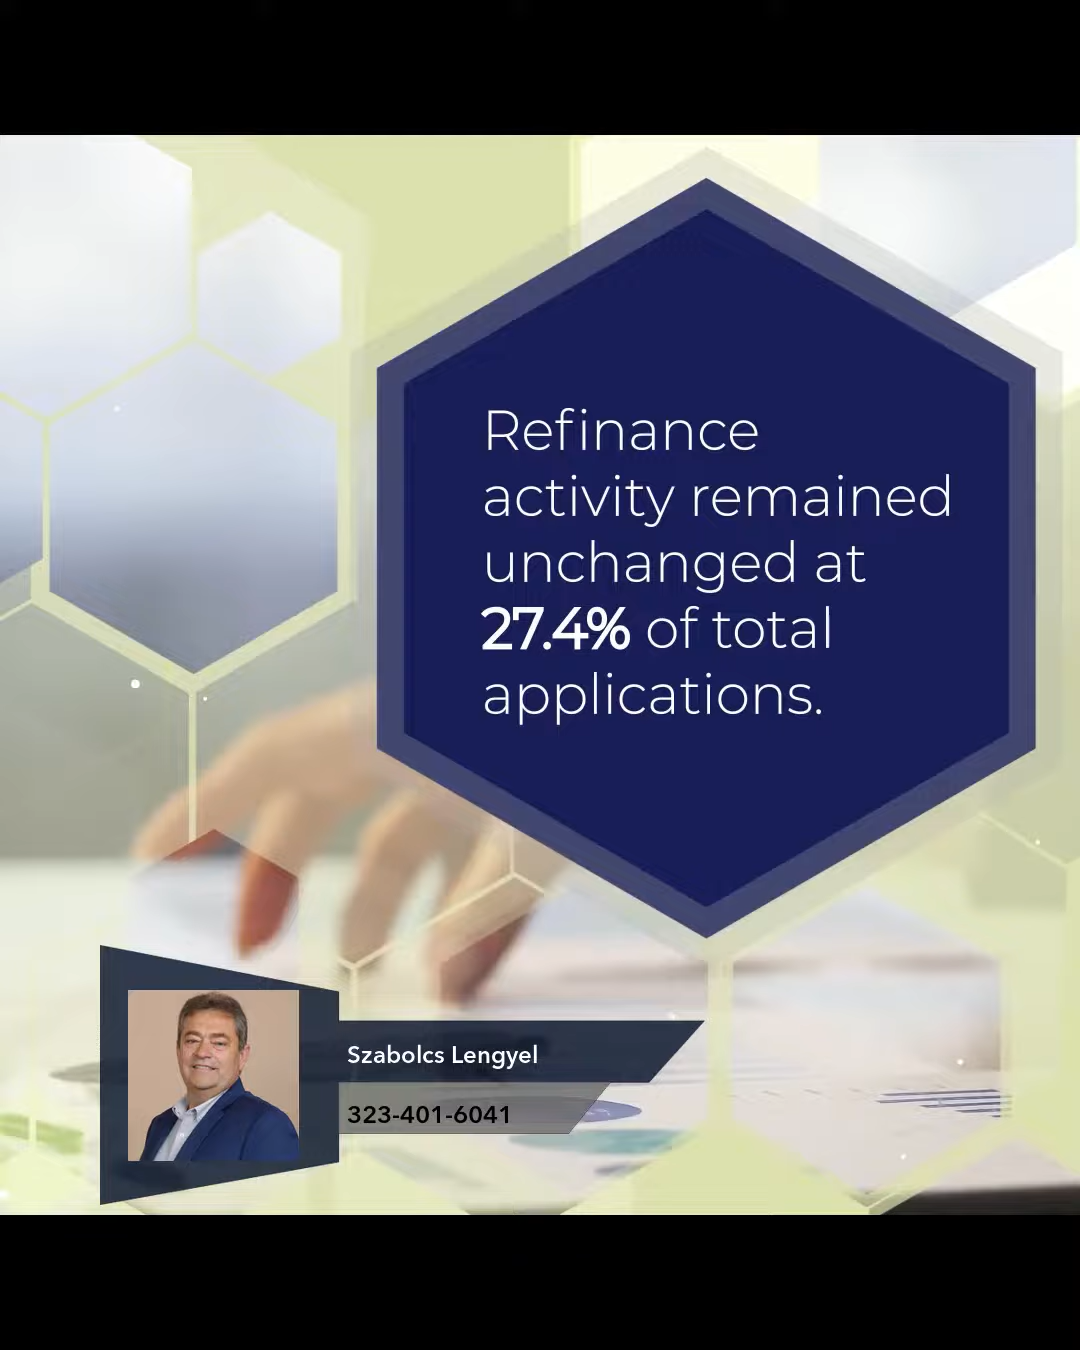 Refinance
activity remained
unchanged at
27.4% of total
applications.
Szabolcs Lengyel
323-401-6041